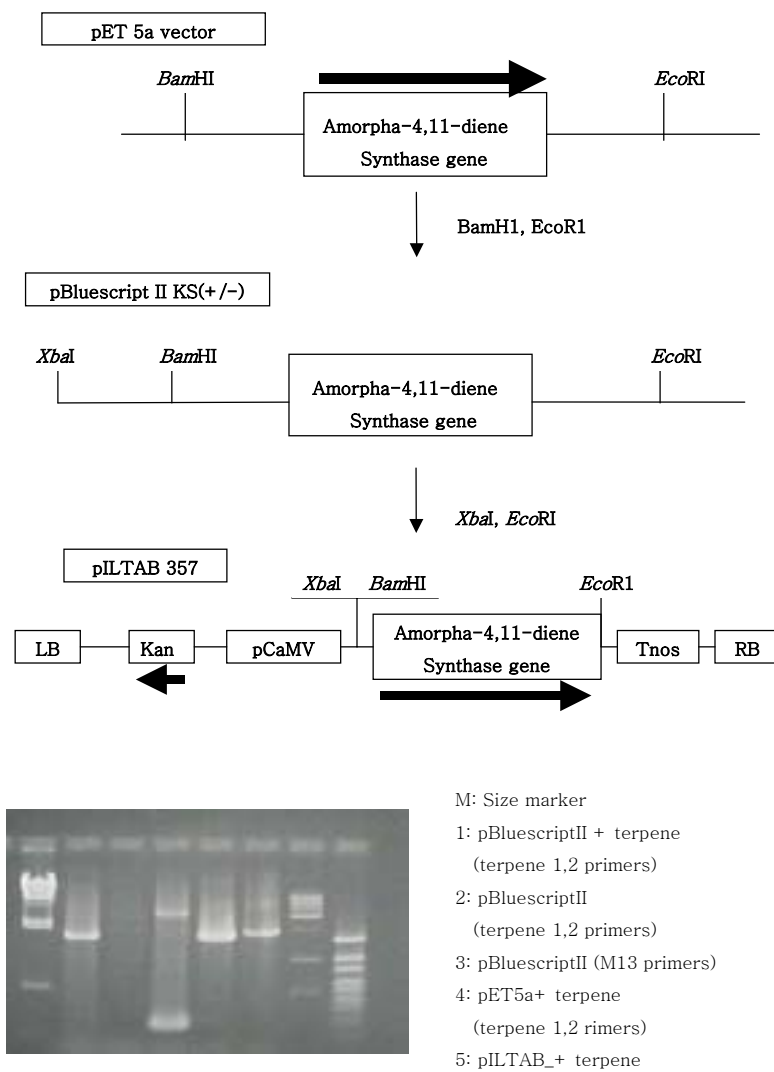 pET 5a vector
BamHI
EcoRI
Amorpha-4,11-diene
Synthase gene
BamH1, EcoR1
pBluescript II KS(+/-)
XbaI
BamHI
EcoRI
Amorpha-4,11-diene
Synthase gene
XbaI, EcoRI
pILTAB 357
XbaI
BamHI
EcoR1
LB
Kan
pCaMV
Amorpha-4,11-diene
Synthase gene
Tnos
RB
M: Size marker
1: pBluescriptII + terpene
(terpene 1,2 primers)
2: pBluescriptII
(terpene 1,2 primers)
3: pBluescriptII (M13 primers)
4: pET5a+ terpene
(terpene 1,2 rimers)
5: pILTAB_+ terpene